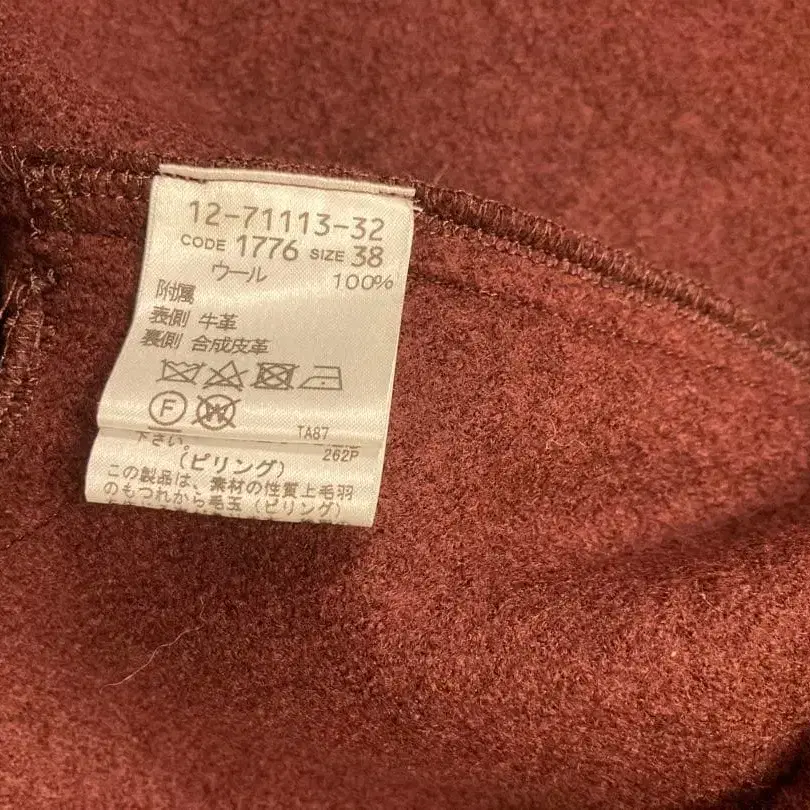 12-71113-32
CODE 1776 SIZE 38
ウール 100%
附属
表側 牛革
裏側 合成皮革
F W
TA87
下さい。
262P
(ピリング)
この製品は、素材の性質上毛羽
のもつれから毛玉(ピリング)